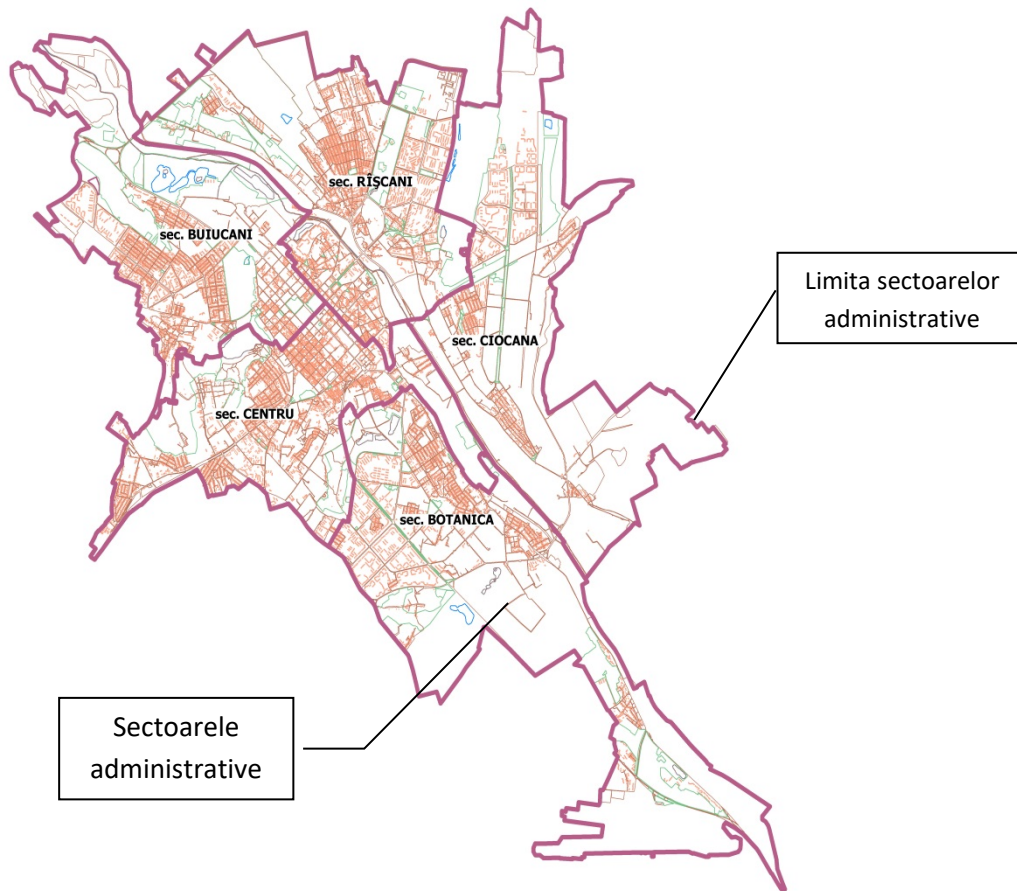 sec. RÎŞCANI
sec. BUIUCANI
Limita sectoarelor
administrative
sec. CIOCANA
sec. CENTRU
sec. BOTANICA
Sectoarele
administrative